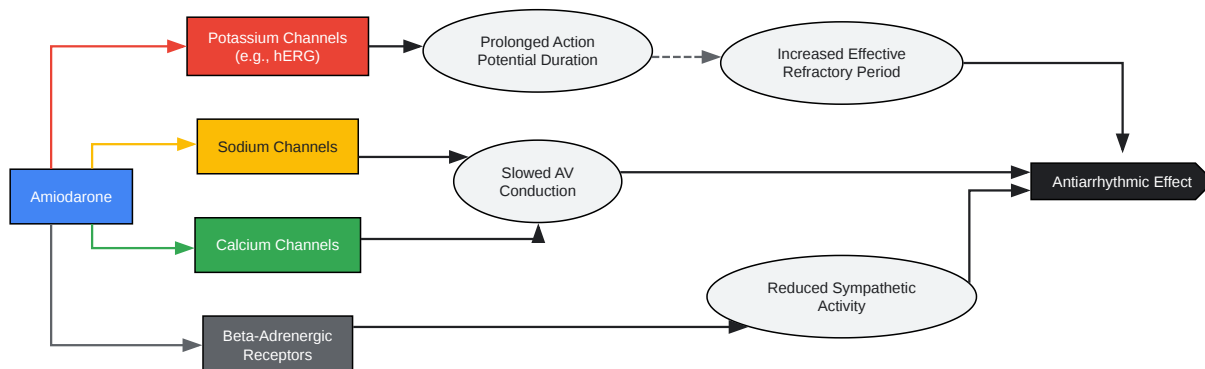 Potassium Channels
(e.g., hERG)
Prolonged Action
Potential Duration
Increased Effective
Refractory Period
Sodium Channels
Slowed AV
Conduction
Amiodarone
Antiarrhythmic Effect
Calcium Channels
Reduced Sympathetic
Activity
Beta-Adrenergic
Receptors